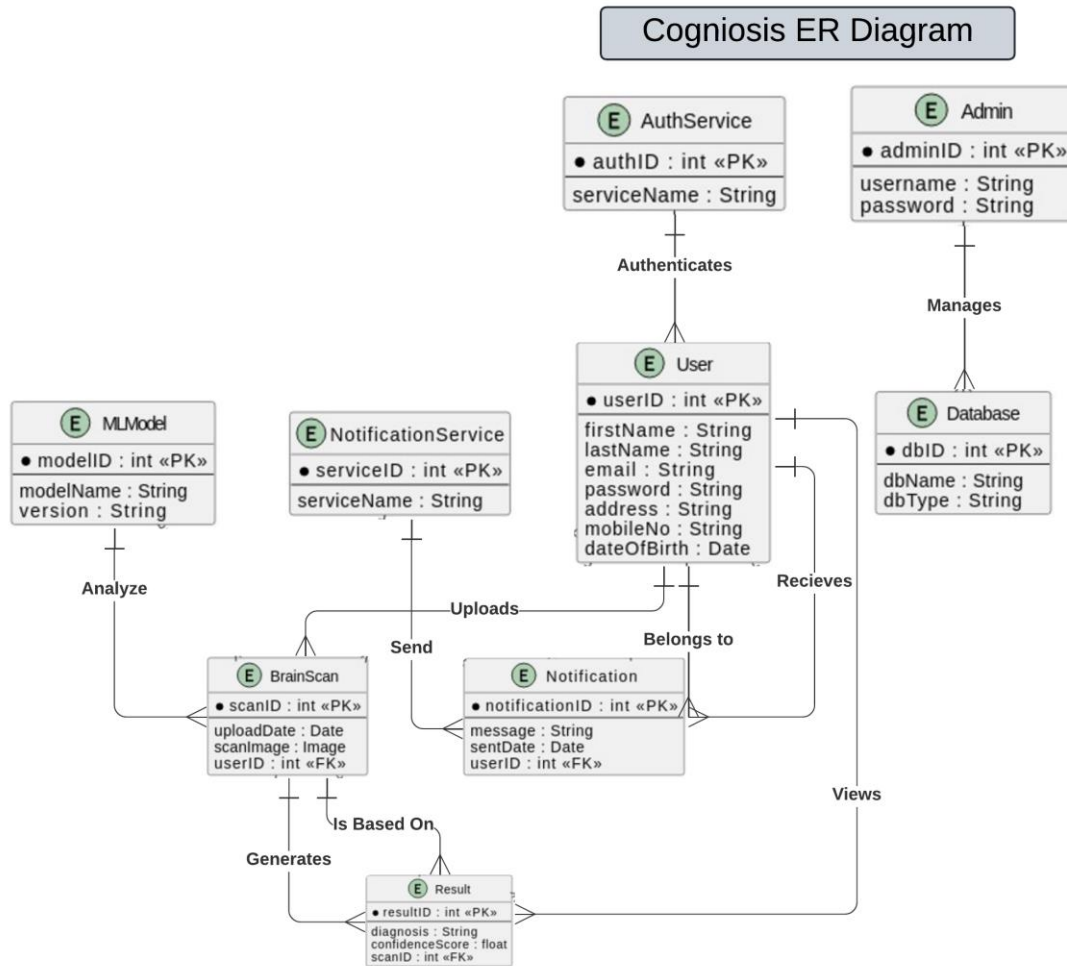 Cogniosis ER Diagram
E AuthService
● authID : int «PK»
serviceName : String
E Admin
● adminID : int «PK»
username : String
password : String
Authenticates
Manages
E User
● userID : int «PK»
firstName : String
lastName : String
email : String
password : String
address : String
mobileNo : String
dateOfBirth : Date
E Database
● dbID : int «PK»
dbName : String
dbType : String
E MLModel
● modelID : int «PK»
modelName : String
version : String
E NotificationService
● serviceID : int «PK»
serviceName : String
Analyze
Uploads
Send
Belongs to
Recieves
E BrainScan
● scanID : int «PK»
uploadDate : Date
scanImage : Image
userID : int «FK»
E Notification
● notificationID : int «PK»
message : String
sentDate : Date
userID : int «FK»
Views
Is Based On
Generates
E Result
● resultID : int «PK»
diagnosis : String
confidenceScore : float
scanID : int «FK»